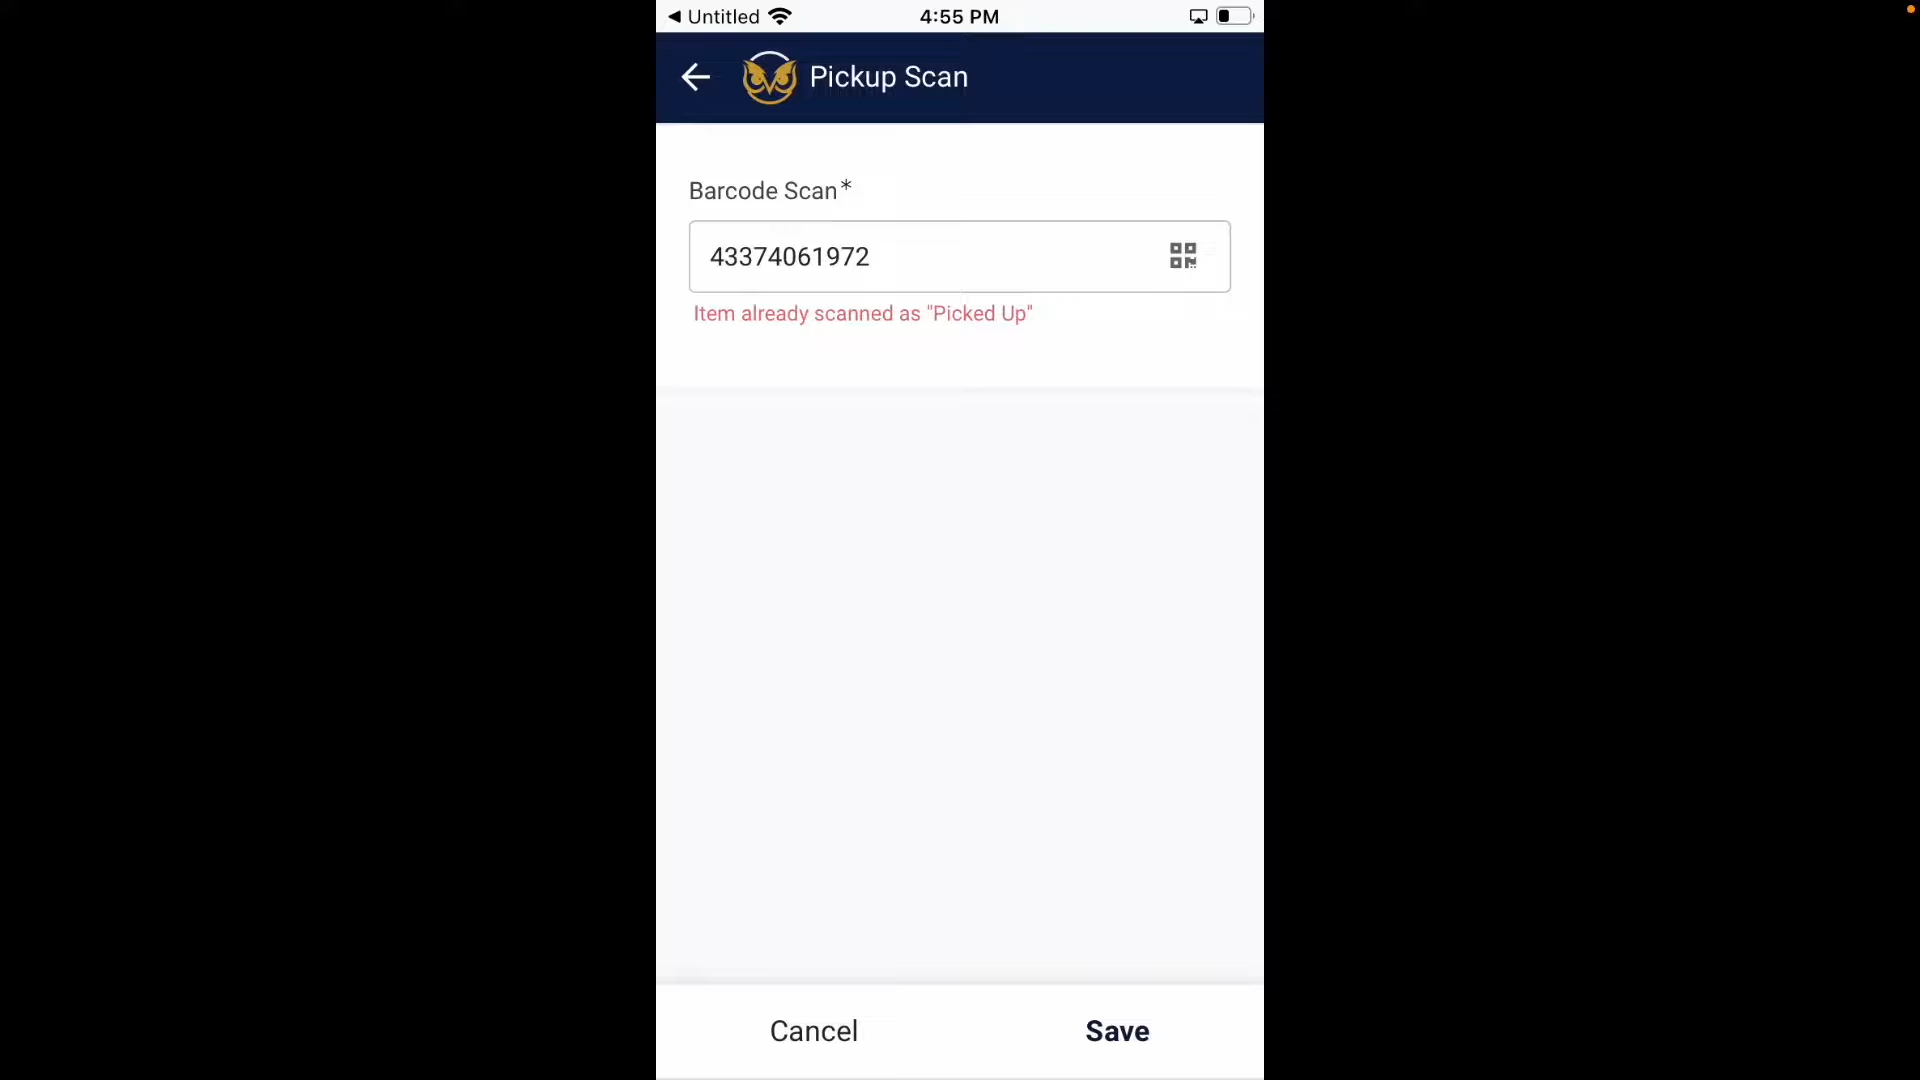 ◀ Untitled 4:55 PM
Pickup Scan
Barcode Scan*
43374061972
Item already scanned as "Picked Up"
Cancel Save